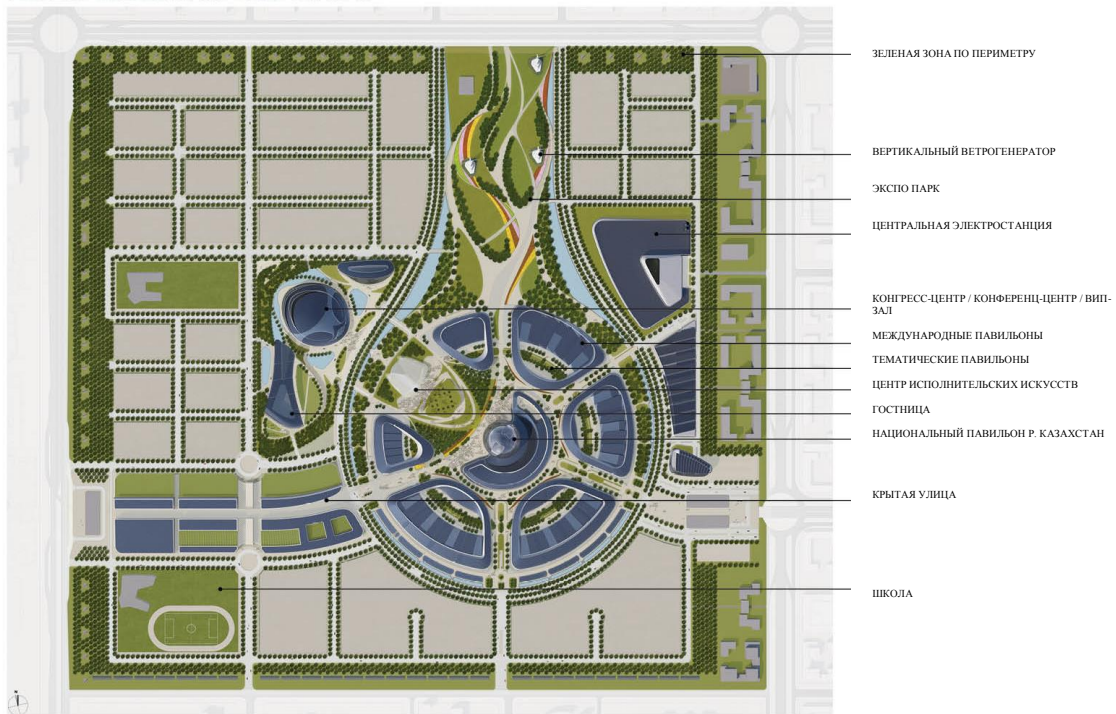 ЗЕЛЕНАЯ ЗОНА ПО ПЕРИМЕТРУ
ВЕРТИКАЛЬНЫЙ ВЕТРОГЕНЕРАТОР
ЭКСПО ПАРК
ЦЕНТРАЛЬНАЯ ЭЛЕКТРОСТАНЦИЯ
КОНГРЕСС-ЦЕНТР / КОНФЕРЕНЦ-ЦЕНТР / ВИП-
ЗАЛ
МЕЖДУНАРОДНЫЕ ПАВИЛЬОНЫ
ТЕМАТИЧЕСКИЕ ПАВИЛЬОНЫ
ЦЕНТР ИСПОЛНИТЕЛЬСКИХ ИСКУССТВ
ГОСТНИЦА
НАЦИОНАЛЬНЫЙ ПАВИЛЬОН Р. КАЗАХСТАН
КРЫТАЯ УЛИЦА
ШКОЛА